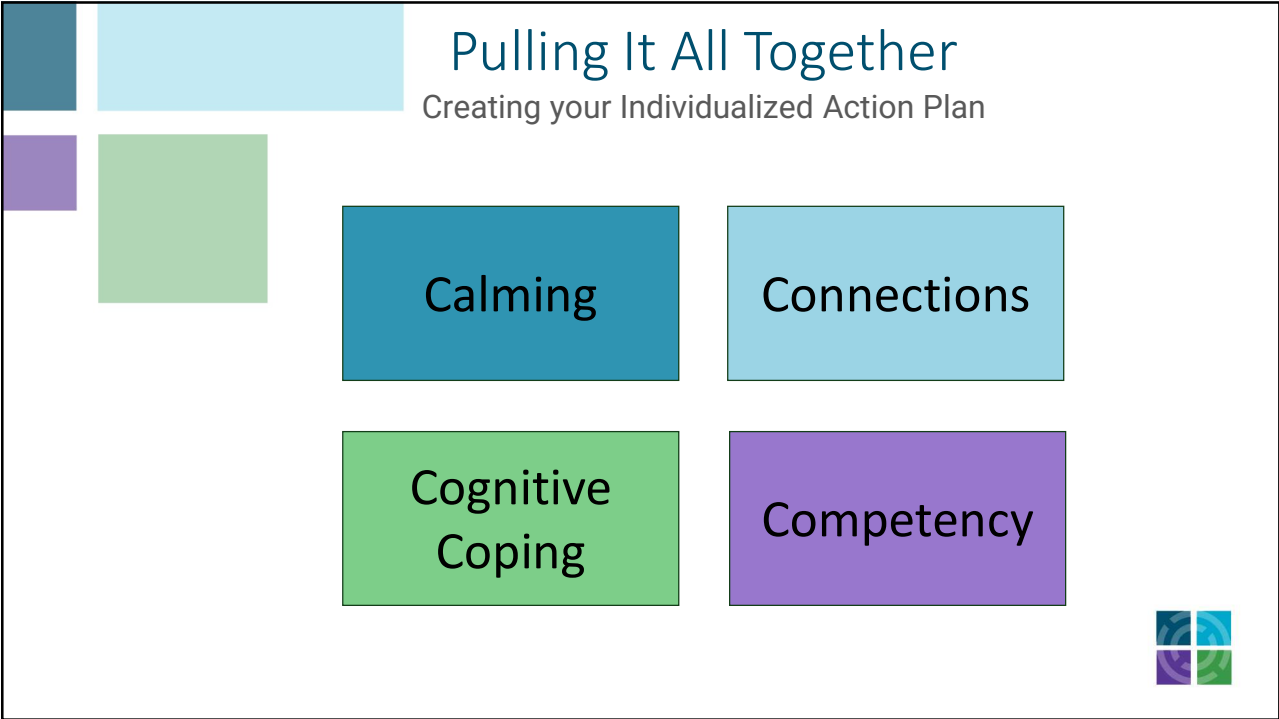 Pulling It All Together
Creating your Individualized Action Plan
Calming
Connections
Cognitive
Coping
Competency